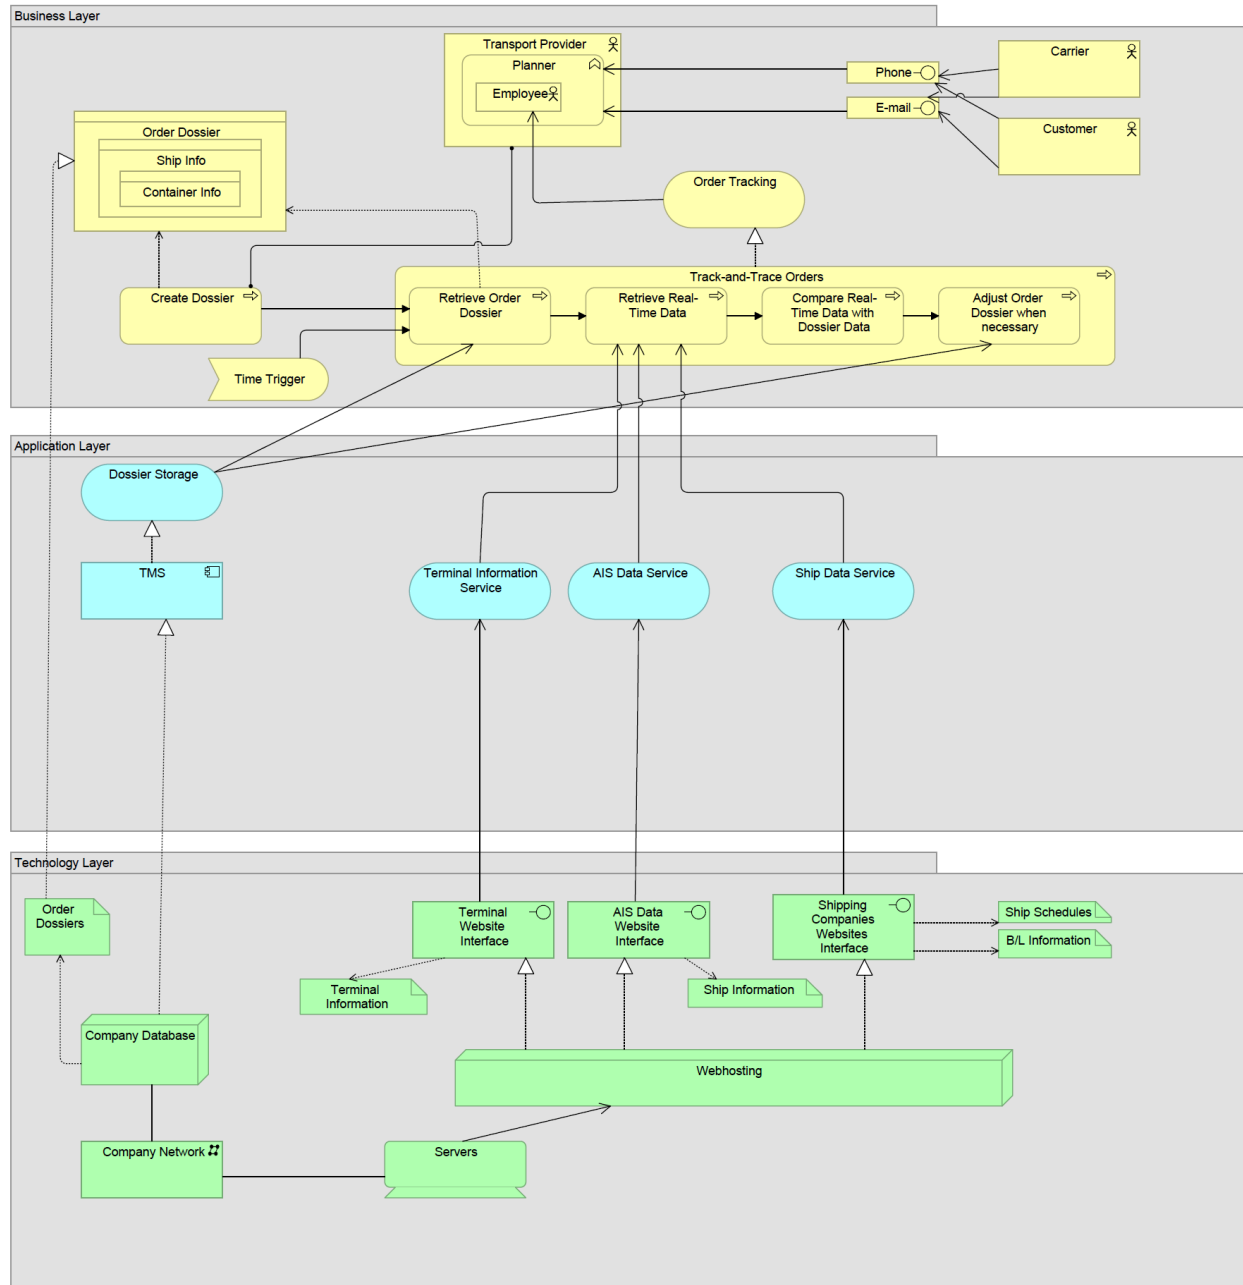 Business Layer
Transport Provider
Planner
Employee
Phone
E-mail
Carrier
Customer
Order Dossier
Ship Info
Container Info
Order Tracking
Track-and-Trace Orders
Create Dossier
Retrieve Order
Dossier
Retrieve Real-
Time Data
Compare Real-
Time Data with
Dossier Data
Adjust Order
Dossier when
necessary
Time Trigger
Application Layer
Dossier Storage
TMS
Terminal Information
Service
AIS Data Service
Ship Data Service
Technology Layer
Order
Dossiers
Terminal
Website
Interface
AIS Data
Website
Interface
Shipping
Companies
Websites
Interface
Ship Schedules
B/L Information
Terminal
Information
Ship Information
Company Database
Webhosting
Company Network
Servers